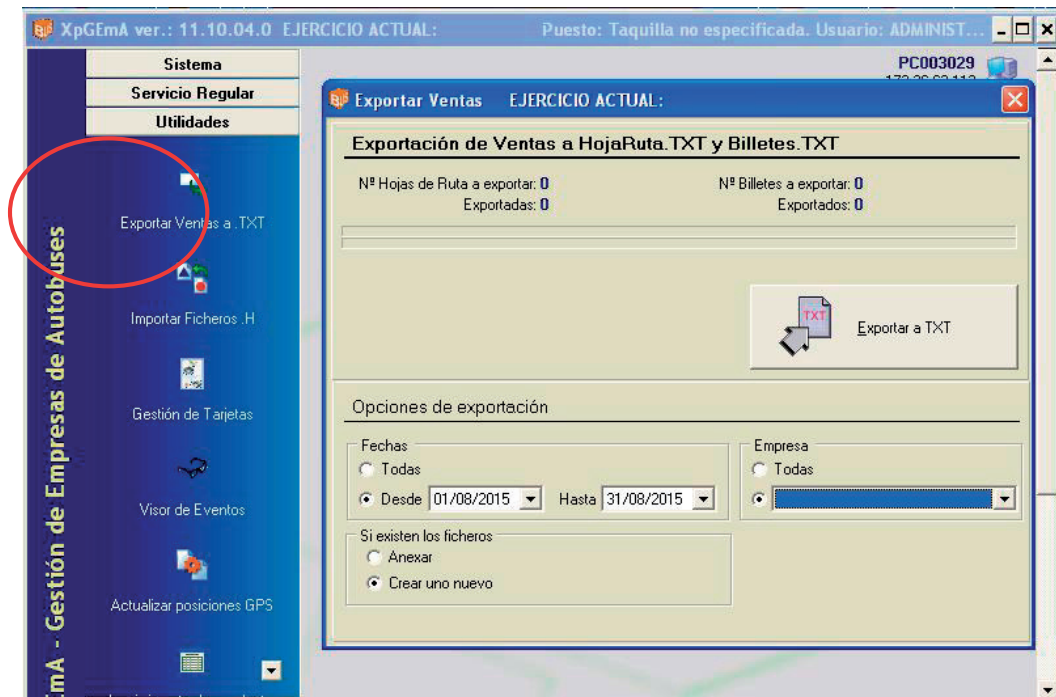 XpGEmA ver.: 11.10.04.0 EJERCICIO ACTUAL: Puesto: Taquilla no especificada. Usuario: ADMINIST...
Sistema
Servicio Regular
Utilidades
PC003029
Exportar Ventas a .TXT
Importar Ficheros .H
Gestión de Tarjetas
Visor de Eventos
Actualizar posiciones GPS
EmA - Gestión de Empresas de Autobuses
Exportar Ventas EJERCICIO ACTUAL:
Exportación de Ventas a HojaRuta.TXT y Billetes.TXT
Nº Hojas de Ruta a exportar: 0 Nº Billetes a exportar: 0
Exportadas: 0 Exportados: 0
TXT
Exportar a TXT
Opciones de exportación
Fechas Empresa
Todas Todas
Desde 01/08/2015 Hasta 31/08/2015
Si existen los ficheros
Anexar
Crear uno nuevo